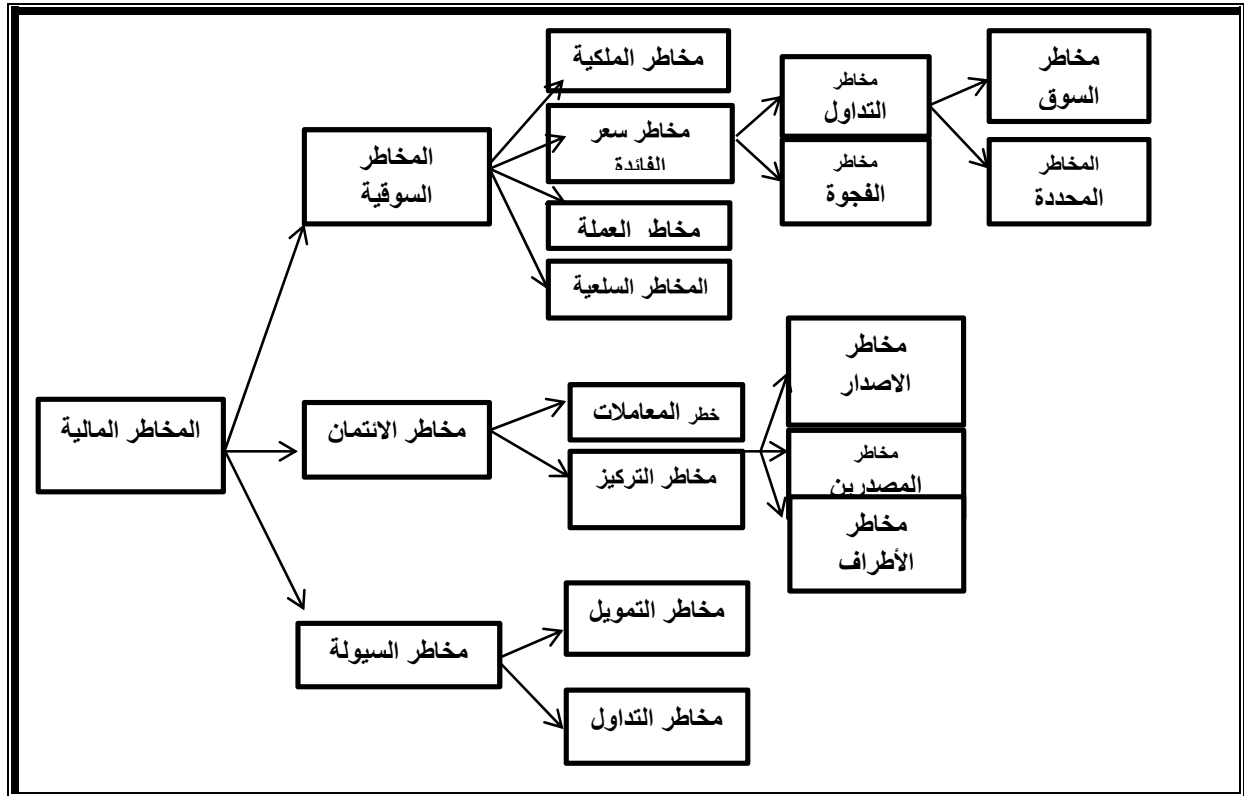 مخاطر الملكية
مخاطر
التداول
مخاطر
السوق
المخاطر
السوقية
مخاطر سعر
الفائدة
مخاطر
الفجوة
المخاطر
المحددة
مخاطر العملة
المخاطر السلعية
مخاطر
الاصدار
المخاطر المالية
مخاطر الائتمان
خطر المعاملات
مخاطر التركيز
مخاطر
المصدرين
مخاطر
الأطراف
مخاطر السيولة
مخاطر التمويل
مخاطر التداول